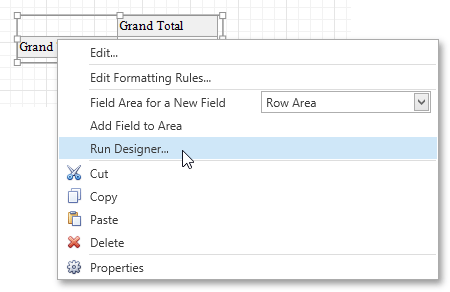 Grand Total
Grand
Edit...
Edit Formatting Rules...
Field Area for a New Field Row Area
Add Field to Area
Run Designer...
Cut
Copy
Paste
Delete
Properties